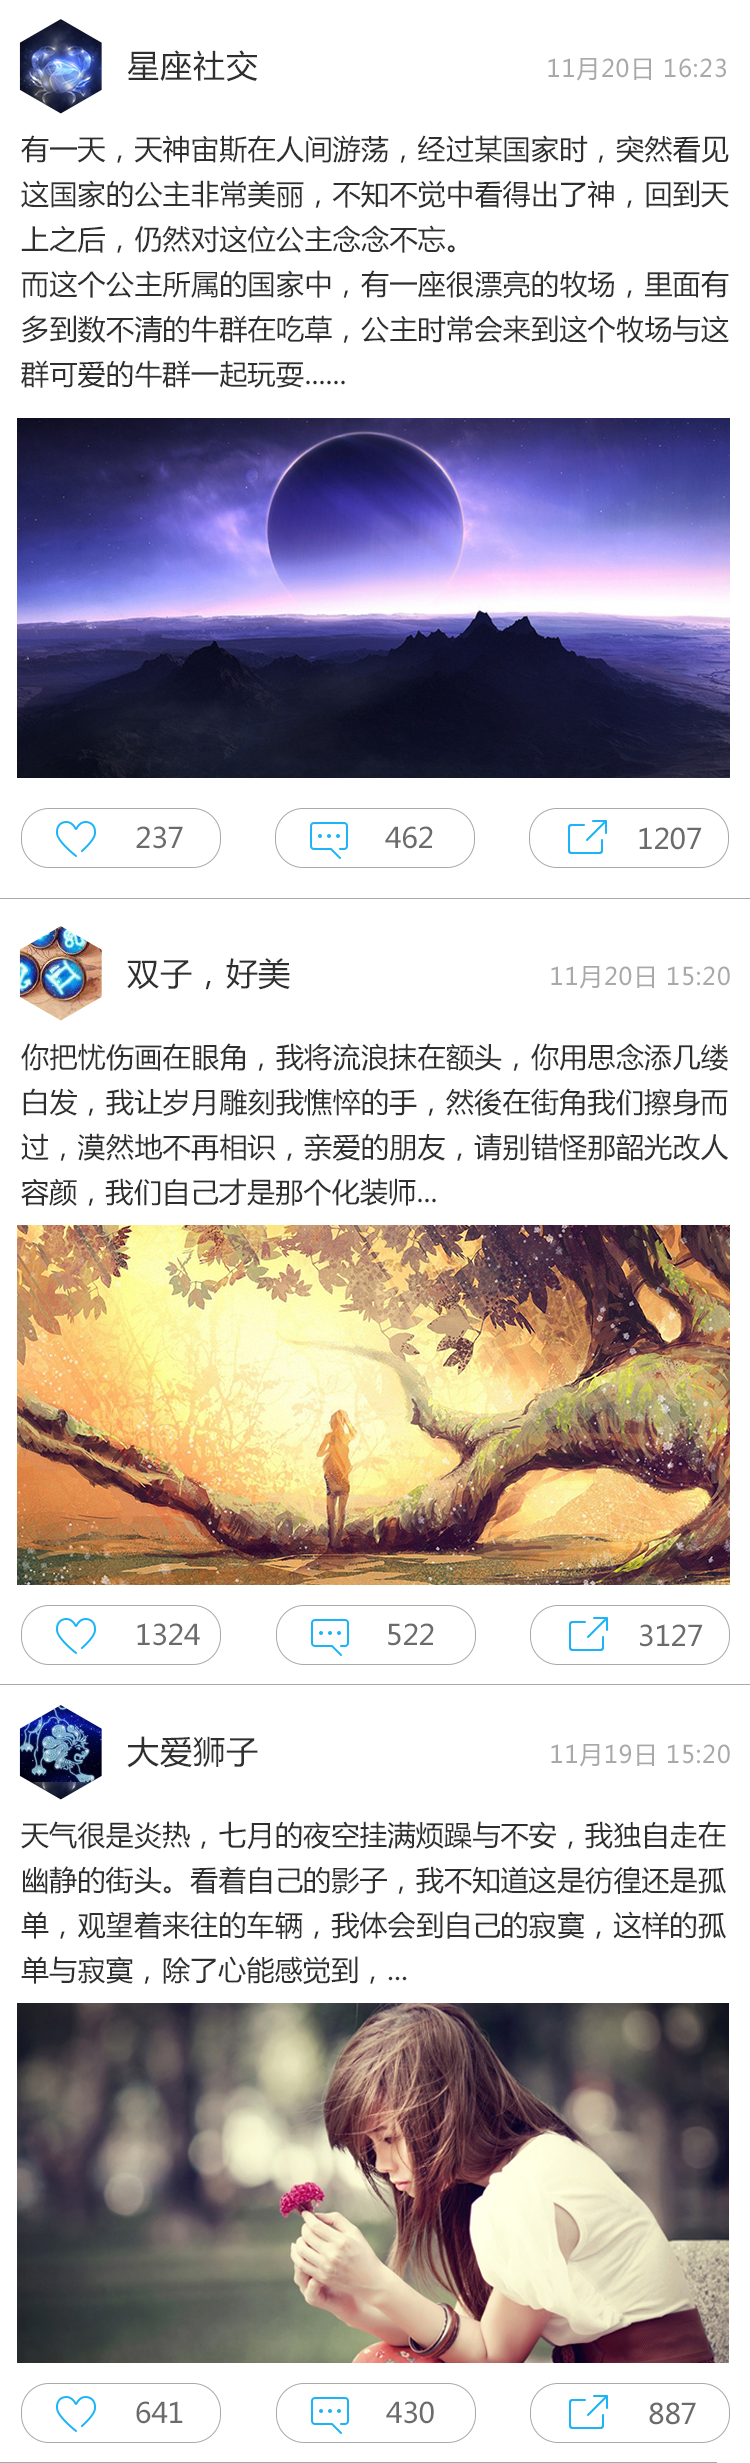 星座社交
11月20日 16:23
有一天，天神宙斯在人间游荡，经过某国家时，突然看见
这国家的公主非常美丽，不知不觉中看得出了神，回到天
上之后，仍然对这位公主念念不忘。
而这个公主所属的国家中，有一座很漂亮的牧场，里面有
多到数不清的牛群在吃草，公主时常会来到这个牧场与这
群可爱的牛群一起玩耍......
237
462
1207
双子，好美
11月20日 15:20
你把忧伤画在眼角，我将流浪抹在额头，你用思念添几缕
白发，我让岁月雕刻我憔悴的手，然後在街角我们擦身而
过，漠然地不再相识，亲爱的朋友，请别错怪那韶光改人
容颜，我们自己才是那个化装师...
1324
522
3127
大爱狮子
11月19日 15:20
天气很是炎热，七月的夜空挂满烦躁与不安，我独自走在
幽静的街头。看着自己的影子，我不知道这是彷徨还是孤
单，观望着来往的车辆，我体会到自己的寂寞，这样的孤
单与寂寞，除了心能感觉到，...
641
430
887